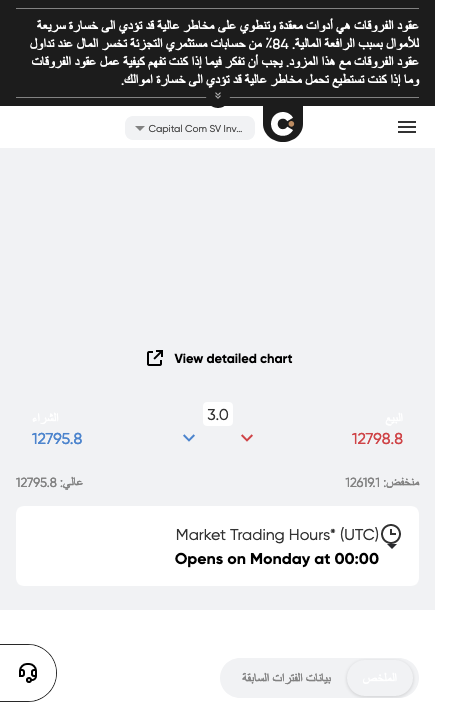 عقود الفروقات هي أدوات معقدة وتنطوي على مخاطر عالية قد تؤدي الى خسارة سريعة
للأموال بسبب الرافعة المالية. 84٪ من حسابات مستثمري التجزئة تخسر المال عند تداول
عقود الفروقات مع هذا المزود. يجب أن تفكر فيما إذا كنت تفهم كيفية عمل عقود الفروقات
وما إذا كنت تستطيع تحمل مخاطر عالية قد تؤدي الى خسارة اموالك.
Capital Com SV Inv...
View detailed chart
البيع 3.0 الشراء
12798.8 12795.8
منخفض: 12619.1 عالي: 12795.8
Market Trading Hours* (UTC)
Opens on Monday at 00:00
الملخص بيانات الفترات السابقة